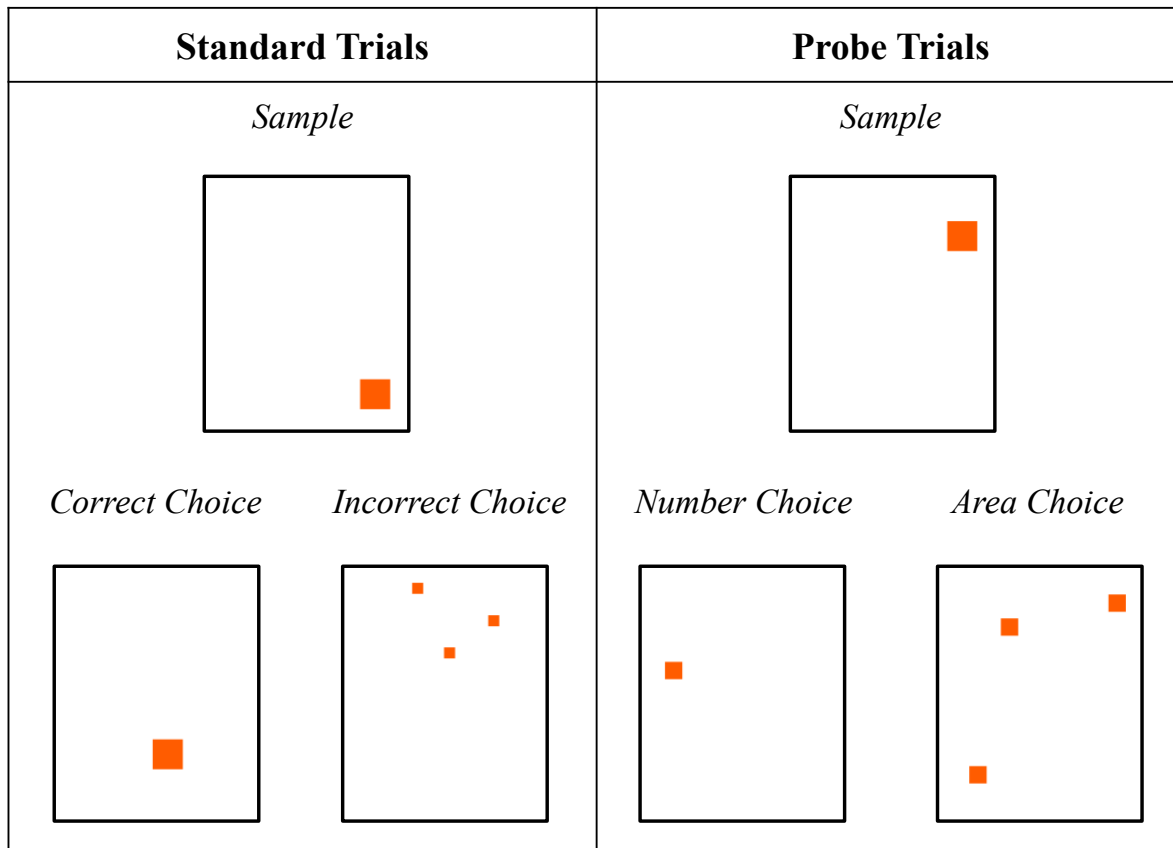 Standard Trials
Probe Trials
Sample
Sample
Correct Choice
Incorrect Choice
Number Choice
Area Choice